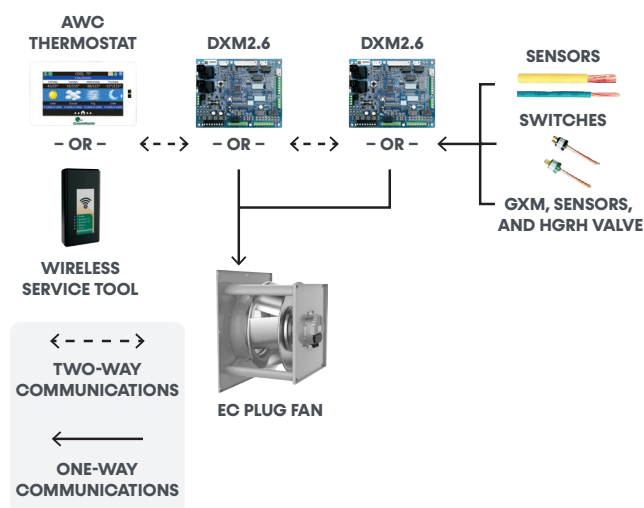 AWC
THERMOSTAT
– OR –
WIRELESS
SERVICE TOOL
DXM2.6
– OR –
DXM2.6
– OR –
SENSORS
SWITCHES
GXM, SENSORS,
AND HGRH VALVE
EC PLUG FAN
TWO-WAY
COMMUNICATIONS
ONE-WAY
COMMUNICATIONS